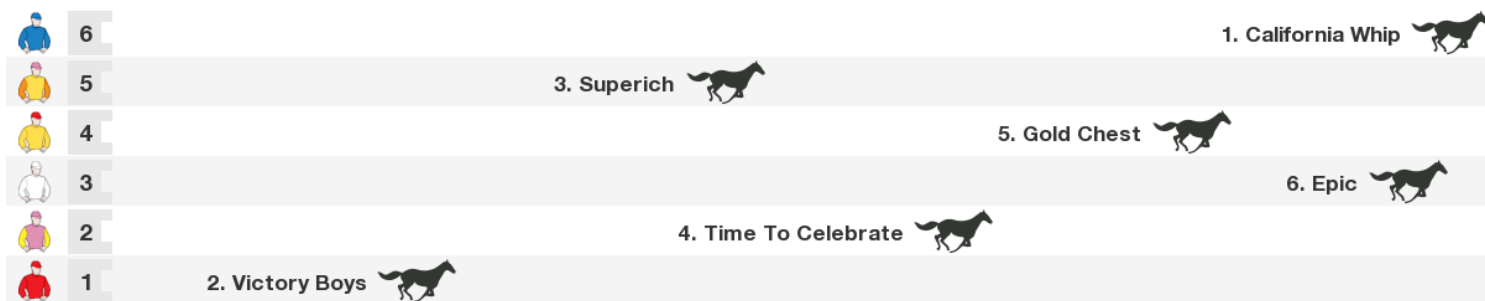 6 1. California Whip
5 3. Superich
4 5. Gold Chest
3 6. Epic
2 4. Time To Celebrate
1 2. Victory Boys